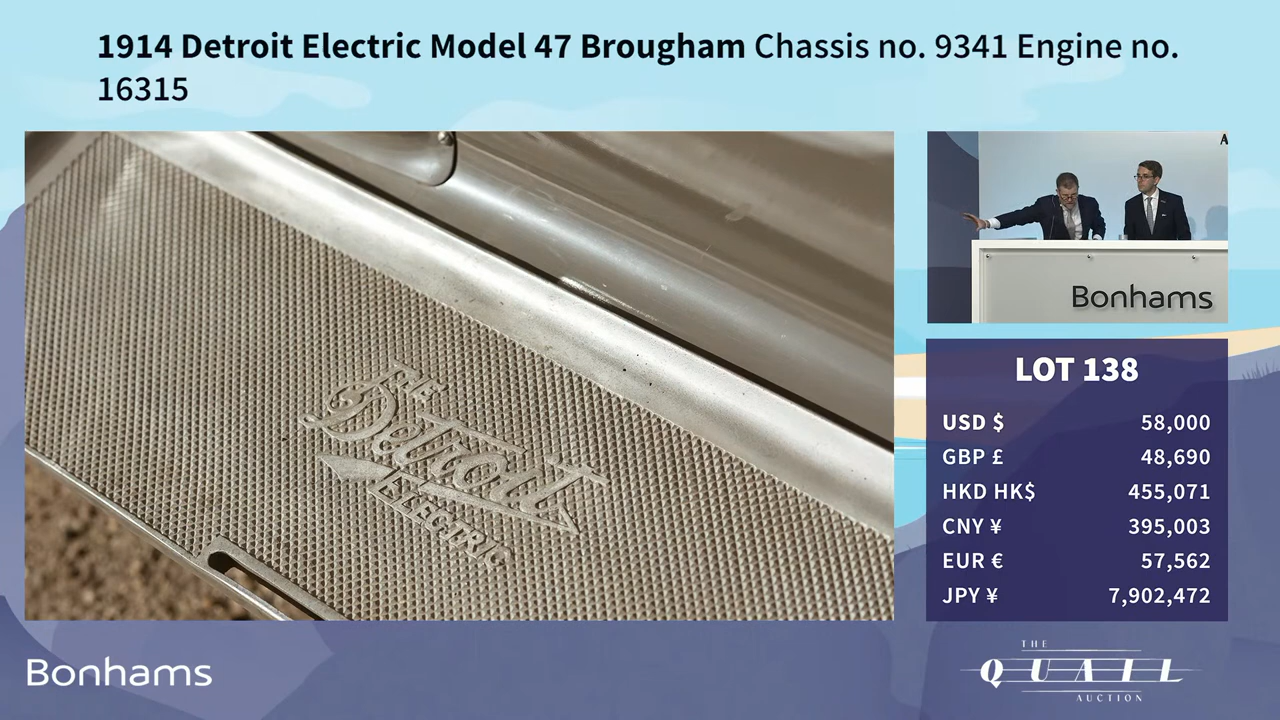 1914 Detroit Electric Model 47 Brougham Chassis no. 9341 Engine no.
16315
THE
Detroit
ELECTRIC
A
Bonhams
LOT 138
USD $ 58,000
GBP £ 48,690
HKD HK$ 455,071
CNY ¥ 395,003
EUR € 57,562
JPY ¥ 7,902,472
Bonhams
THE
QUAIL
AUCTION